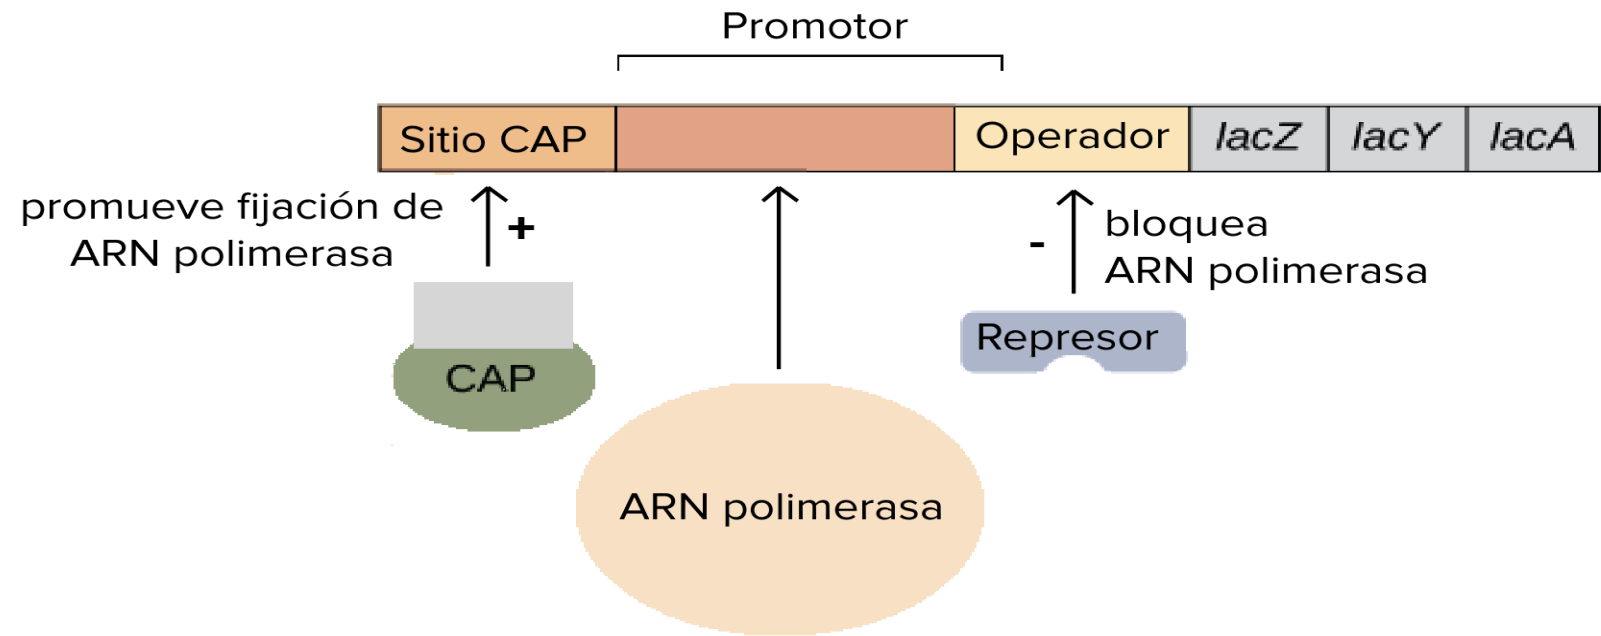 Promotor
Sitio CAP
Operador
lacZ
lacY
lacA
promueve fijación de
ARN polimerasa
+
-
bloquea
ARN polimerasa
Represor
CAP
ARN polimerasa